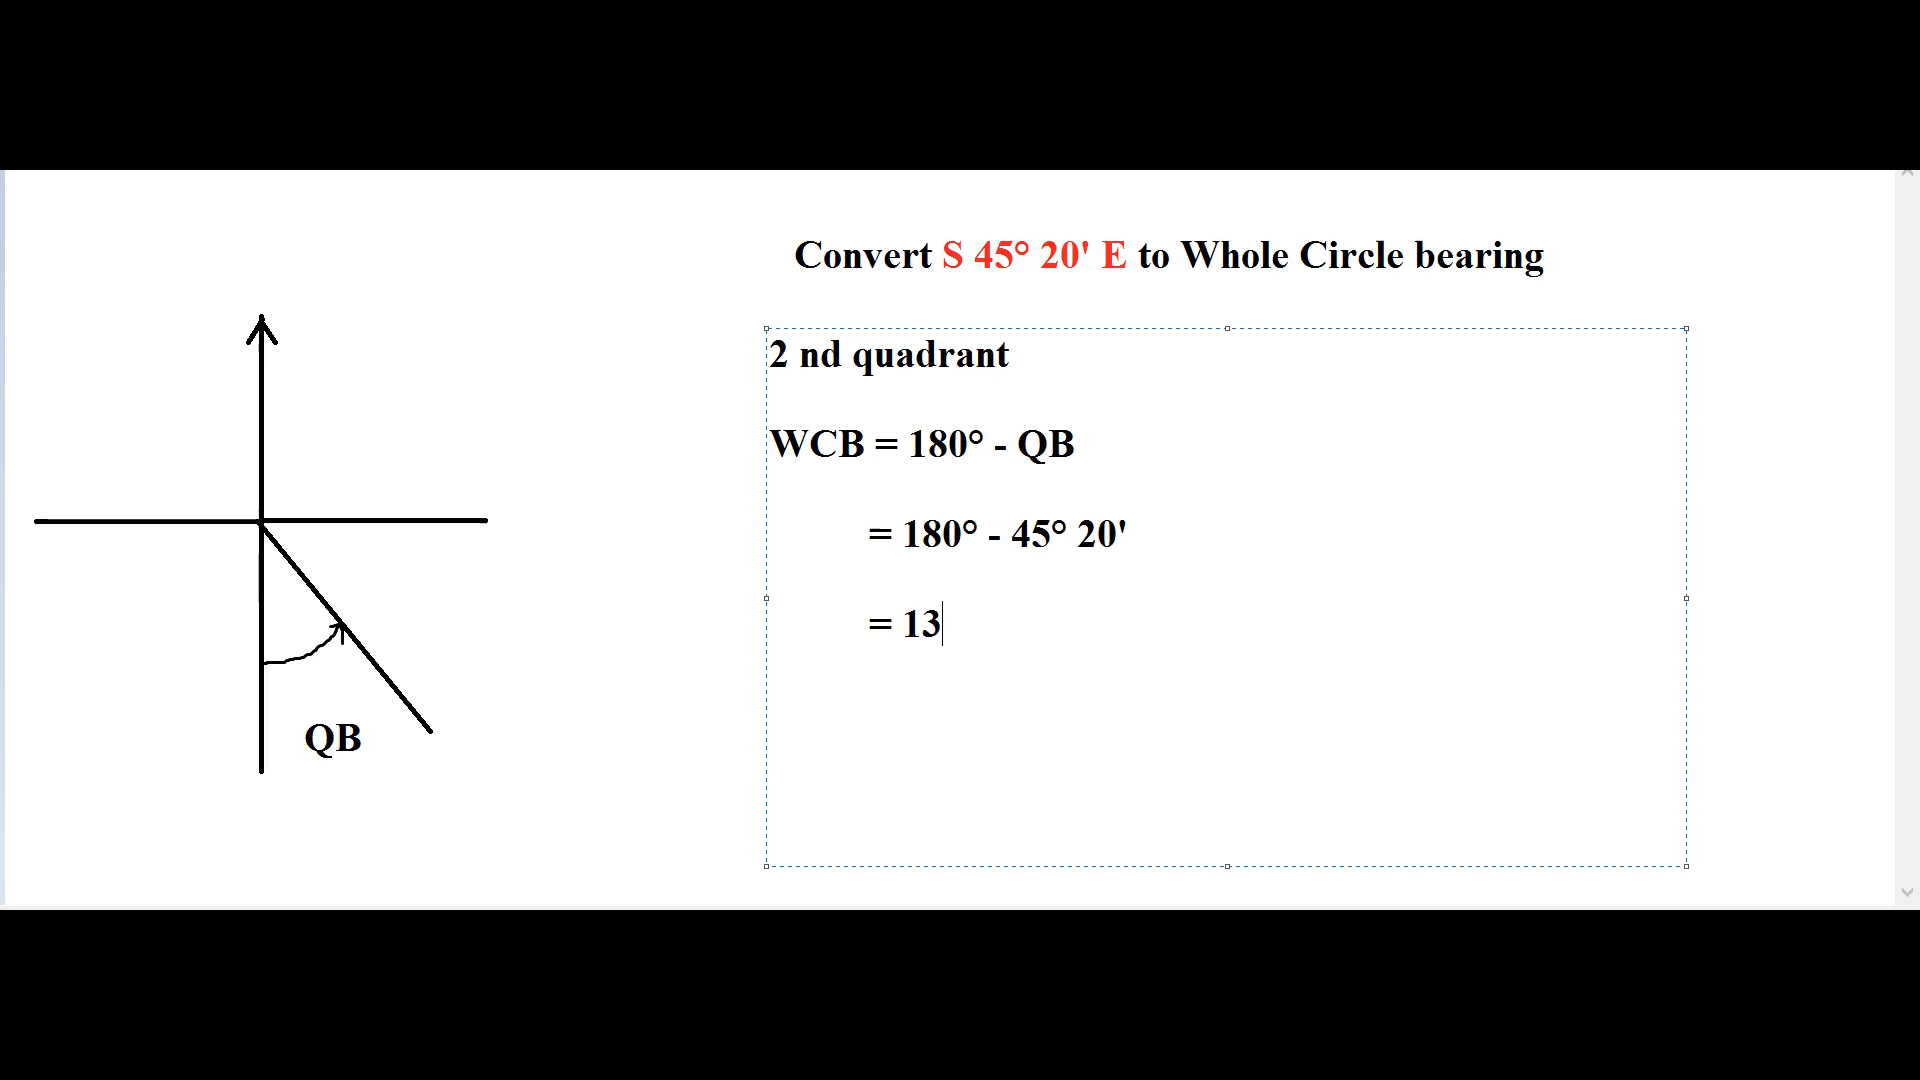 Convert S 45° 20' E to Whole Circle bearing
2 nd quadrant
WCB = 180° - QB
= 180° - 45° 20'
= 13
QB